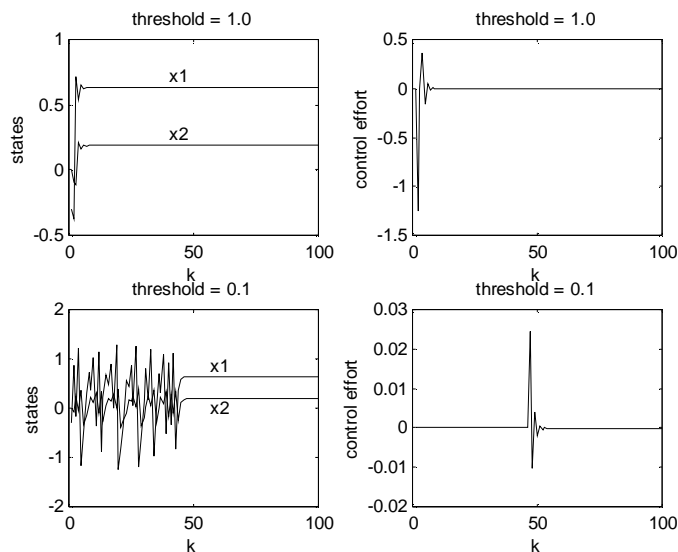 threshold = 1.0
1
0.5
0
-0.5
states
x1
x2
0
50
100
k
threshold = 1.0
0.5
0
-0.5
-1
-1.5
control effort
0
50
100
k
threshold = 0.1
2
1
0
-1
-2
states
x1
x2
0
50
100
k
threshold = 0.1
0.03
0.02
0.01
0
-0.01
-0.02
control effort
0
50
100
k